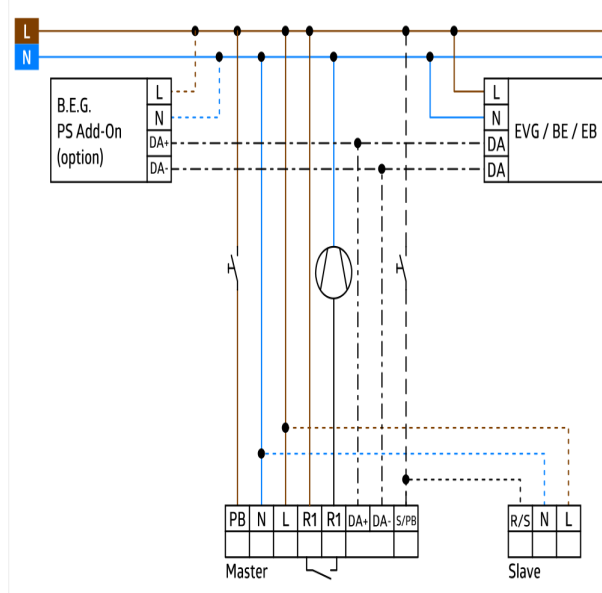 L
N
B.E.G.
PS Add-On
(option)
L
N
DA+
DA-
L
N
DA
DA
EVG / BE / EB
PB N L R1 R1 DA+ DA- S/PB
R/S N L
Master
Slave